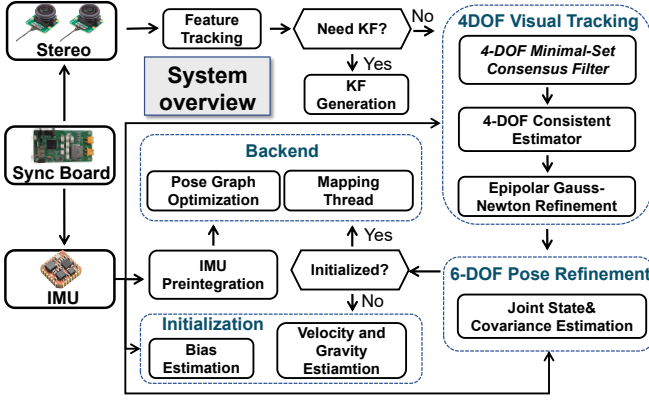 Stereo
Feature
Tracking
Need KF?
No
Yes
KF
Generation
System
overview
4DOF Visual Tracking
4-DOF Minimal-Set
Consensus Filter
4-DOF Consistent
Estimator
Epipolar Gauss-
Newton Refinement
Sync Board
Backend
Pose Graph
Optimization
Mapping
Thread
Yes
IMU
IMU
Preintegration
Initialized?
No
6-DOF Pose Refinement
Joint State&
Covariance Estimation
Initialization
Bias
Estimation
Velocity and
Gravity
Estiamtion